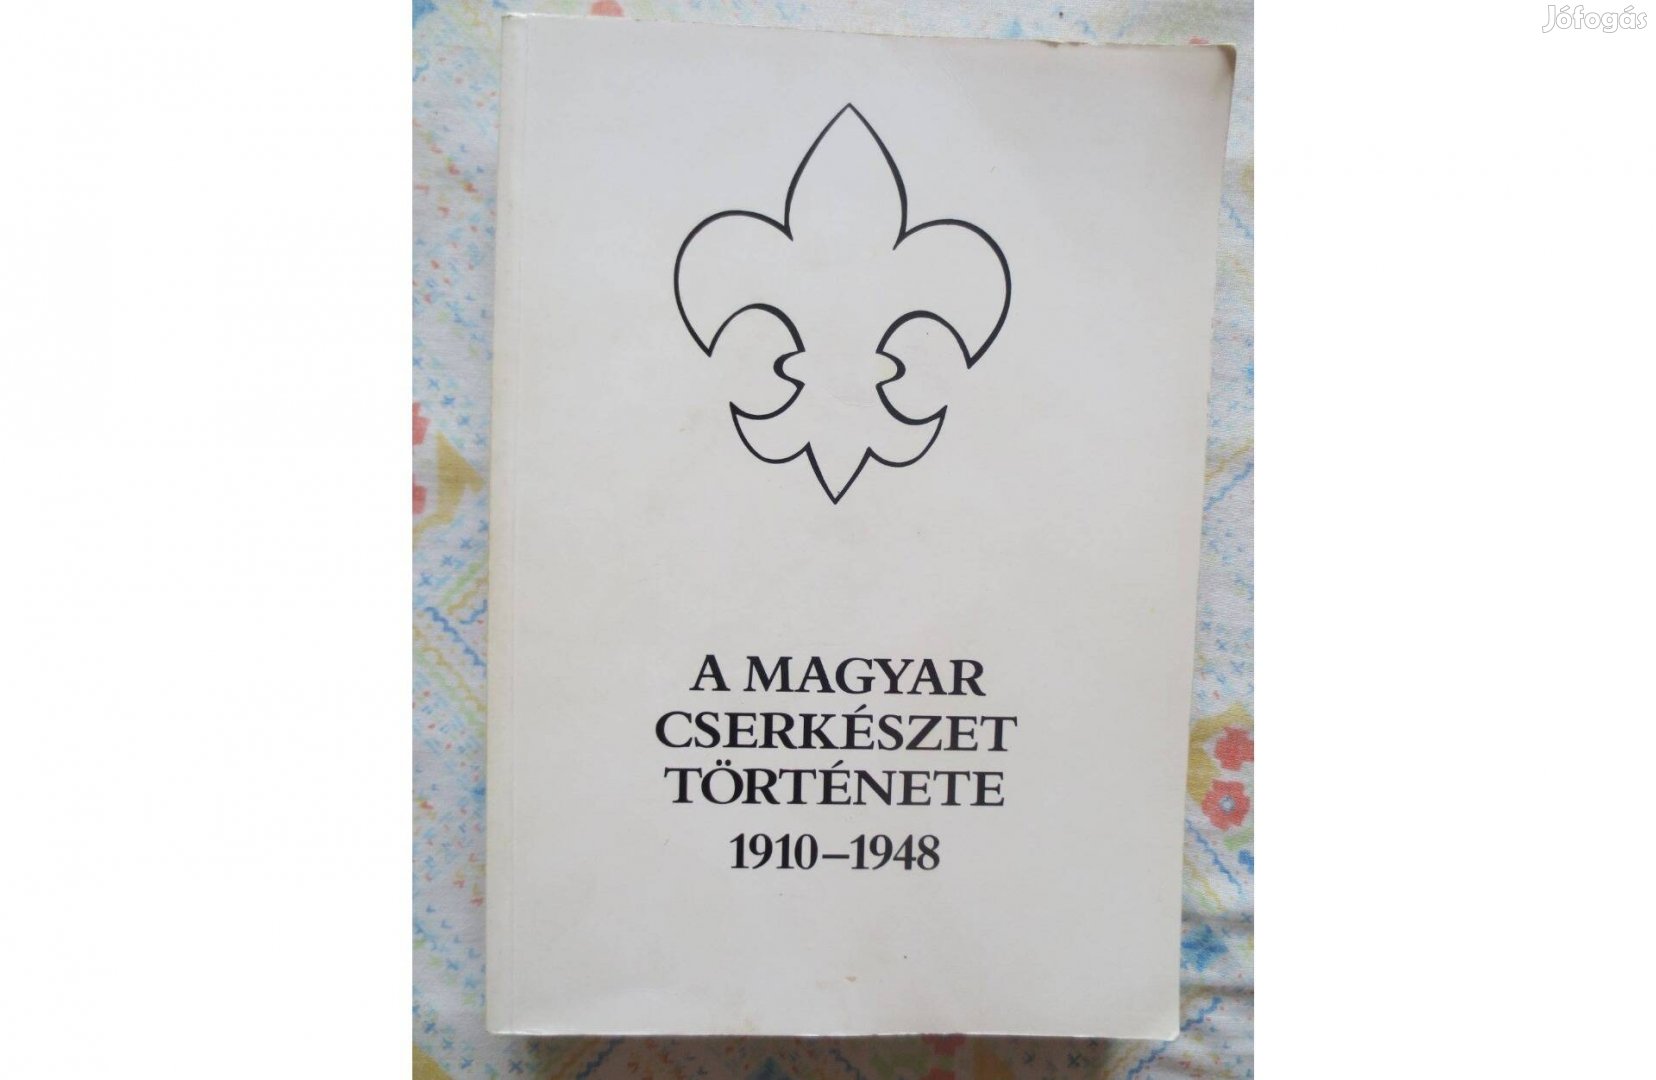 Jófogás
A MAGYAR
CSERKÉSZET
TÖRTÉNETE
1910–1948